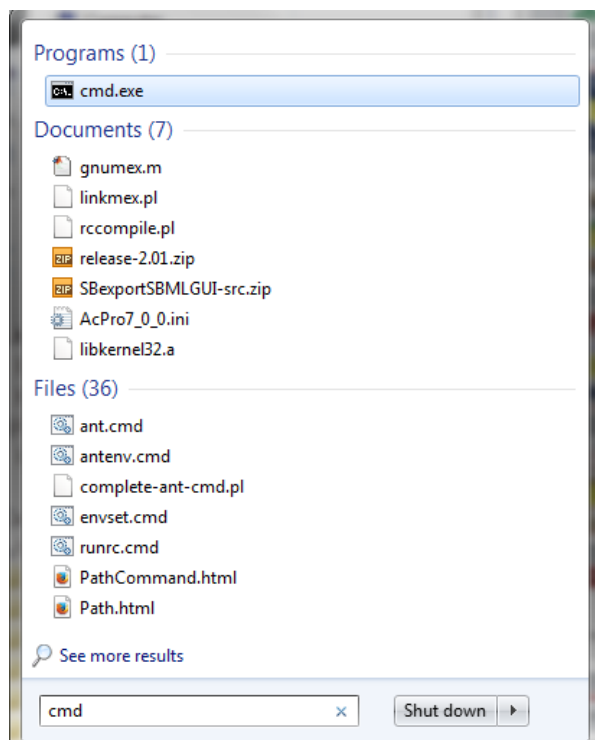 Programs (1)
cmd.exe
Documents (7)
gnumex.m
linkmex.pl
rccompile.pl
release-2.01.zip
SBexportSBMLGUI-src.zip
AcPro7_0_0.ini
libkernel32.a
Files (36)
ant.cmd
antenv.cmd
complete-ant-cmd.pl
envset.cmd
runrc.cmd
PathCommand.html
Path.html
See more results
cmd Shut down